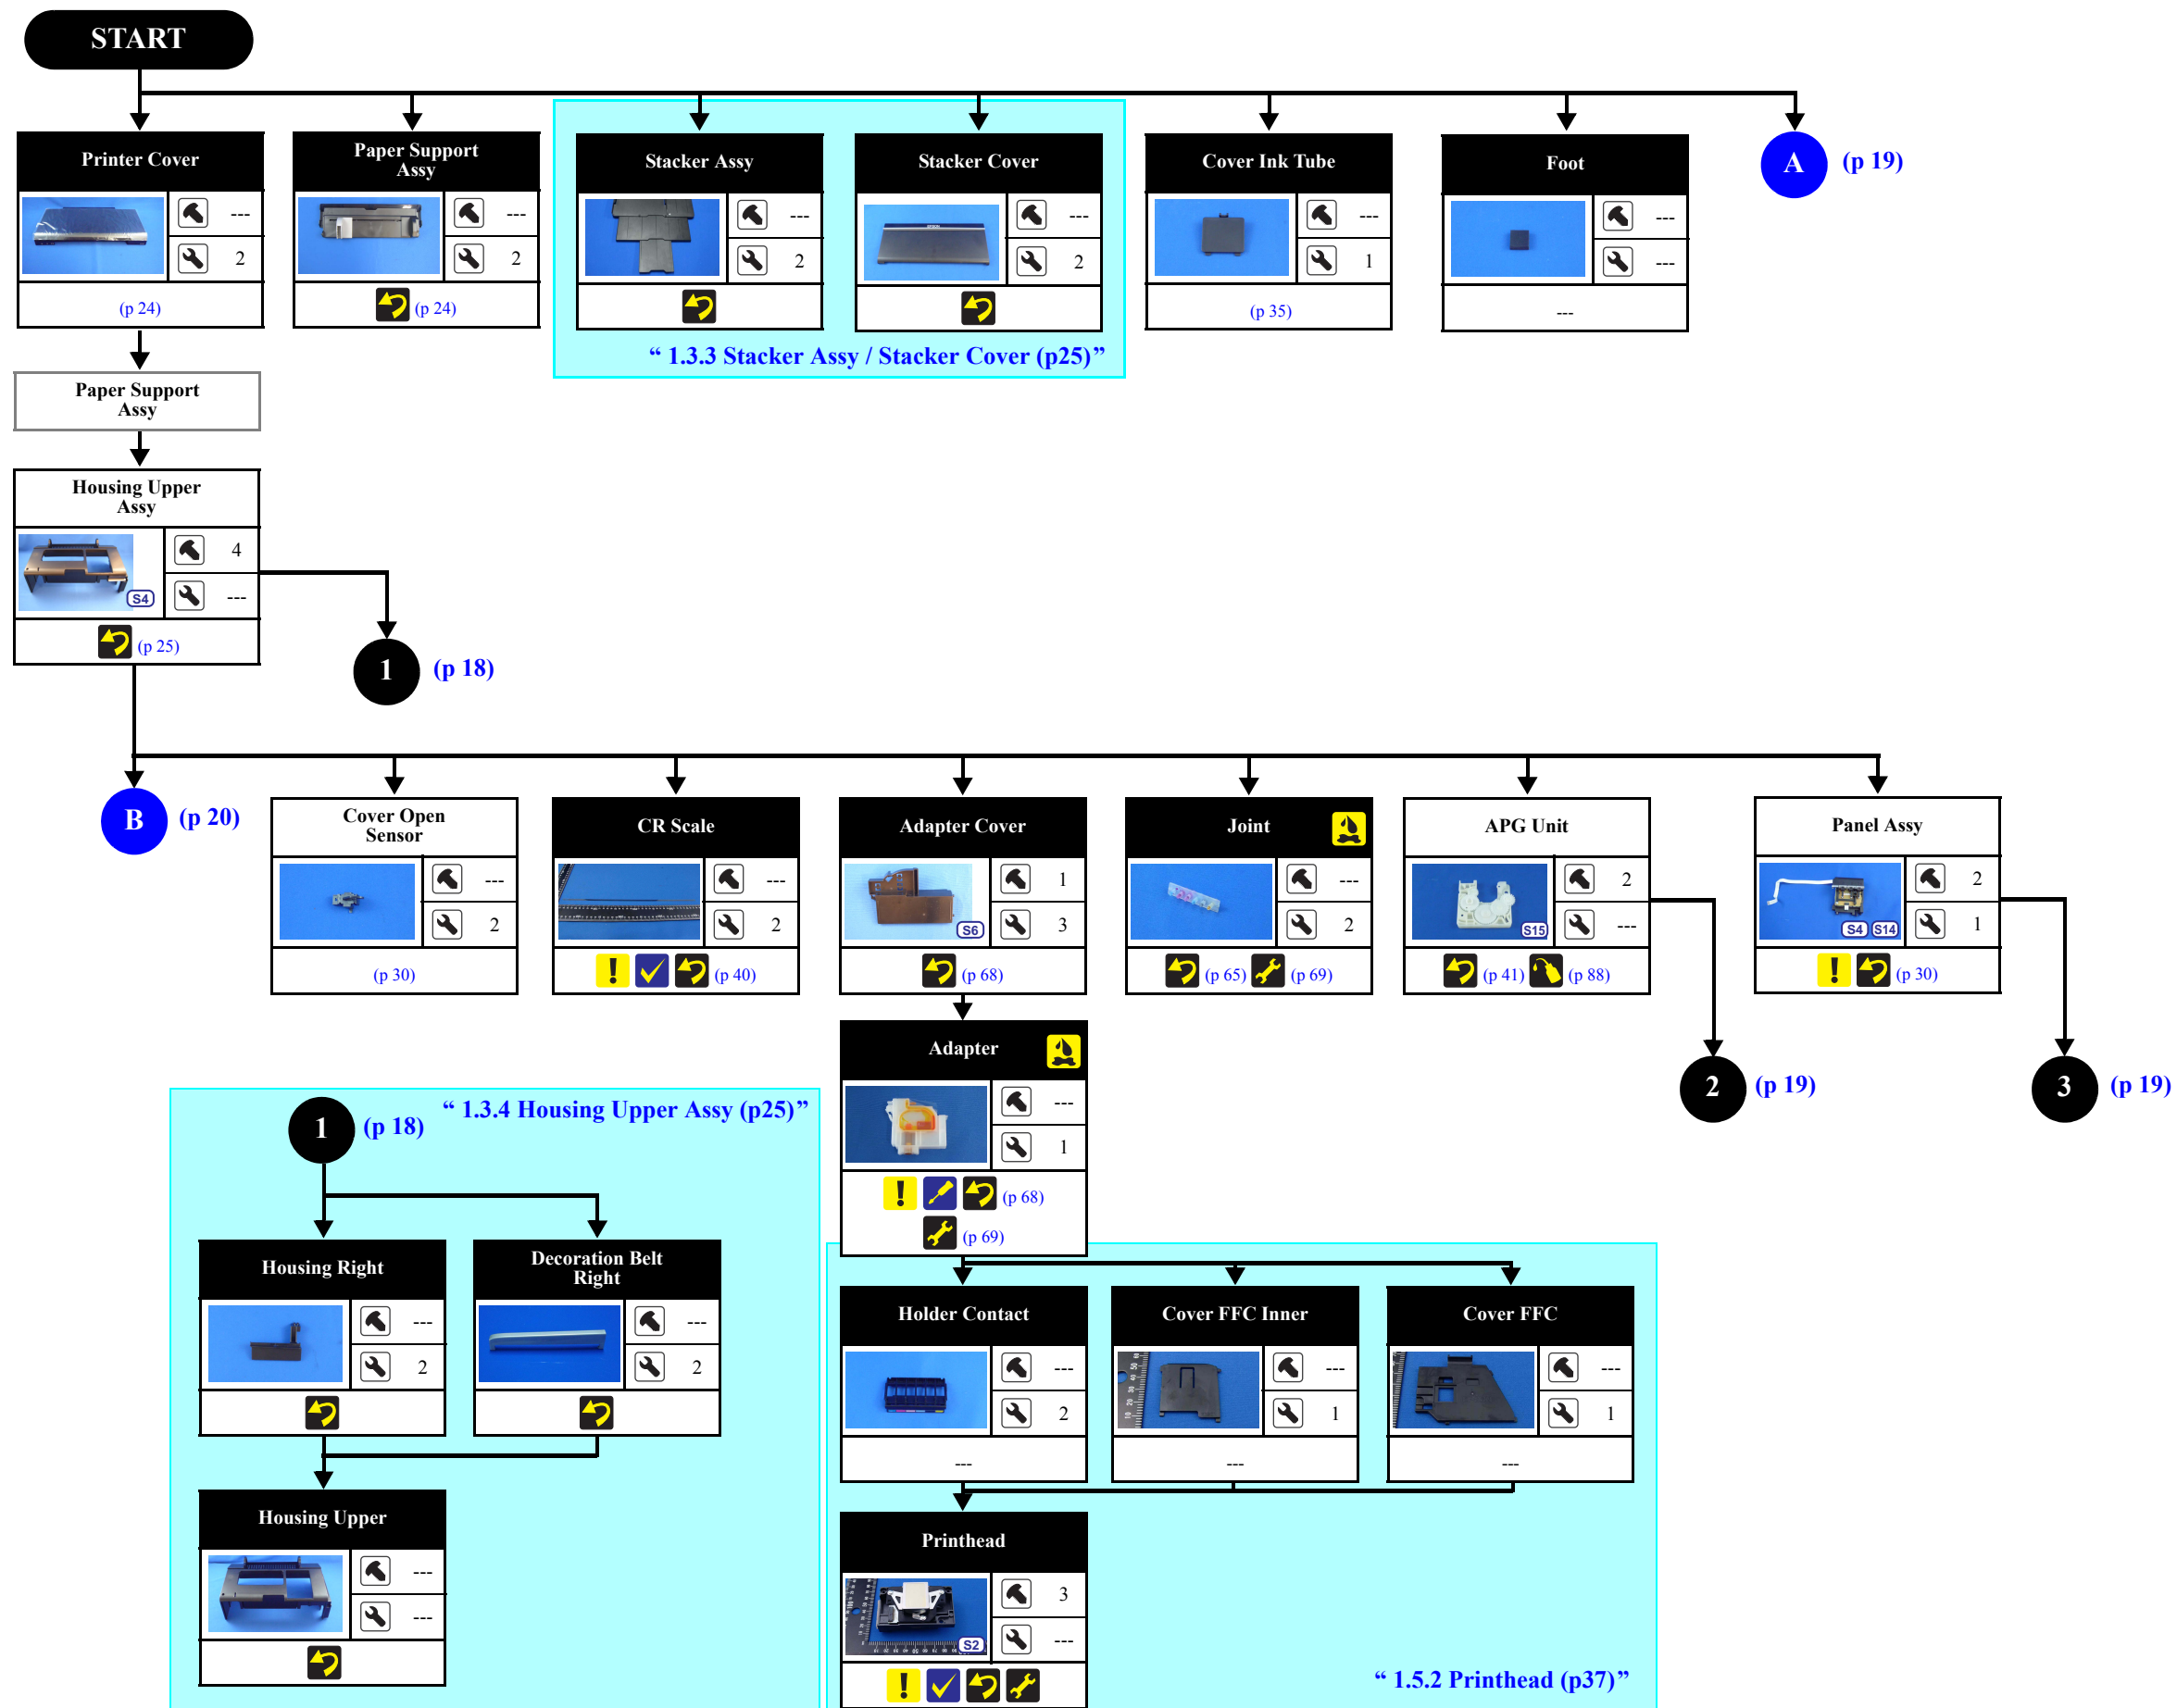 START
Printer Cover
---
2
(p 24)
Paper Support
Assy
---
2
(p 24)
Stacker Assy
---
2
Stacker Cover
EPSON
---
2
“ 1.3.3 Stacker Assy / Stacker Cover (p25)”
Cover Ink Tube
---
1
(p 35)
Foot
---
---
---
A
(p 19)
Paper Support
Assy
Housing Upper
Assy
S4
4
---
(p 25)
1
(p 18)
B
(p 20)
Cover Open
Sensor
---
2
(p 30)
CR Scale
---
2
(p 40)
Adapter Cover
S6
1
3
(p 68)
Joint
---
2
(p 65)
(p 69)
APG Unit
S15
2
---
(p 41)
(p 88)
Panel Assy
S4 S14
2
1
(p 30)
Adapter
---
1
(p 68)
(p 69)
2
(p 19)
3
(p 19)
1
(p 18)
“ 1.3.4 Housing Upper Assy (p25)”
Housing Right
---
2
Decoration Belt
Right
---
2
Housing Upper
---
---
Holder Contact
---
2
---
Cover FFC Inner
---
1
---
Cover FFC
---
1
---
Printhead
S2
3
---
“ 1.5.2 Printhead (p37)”